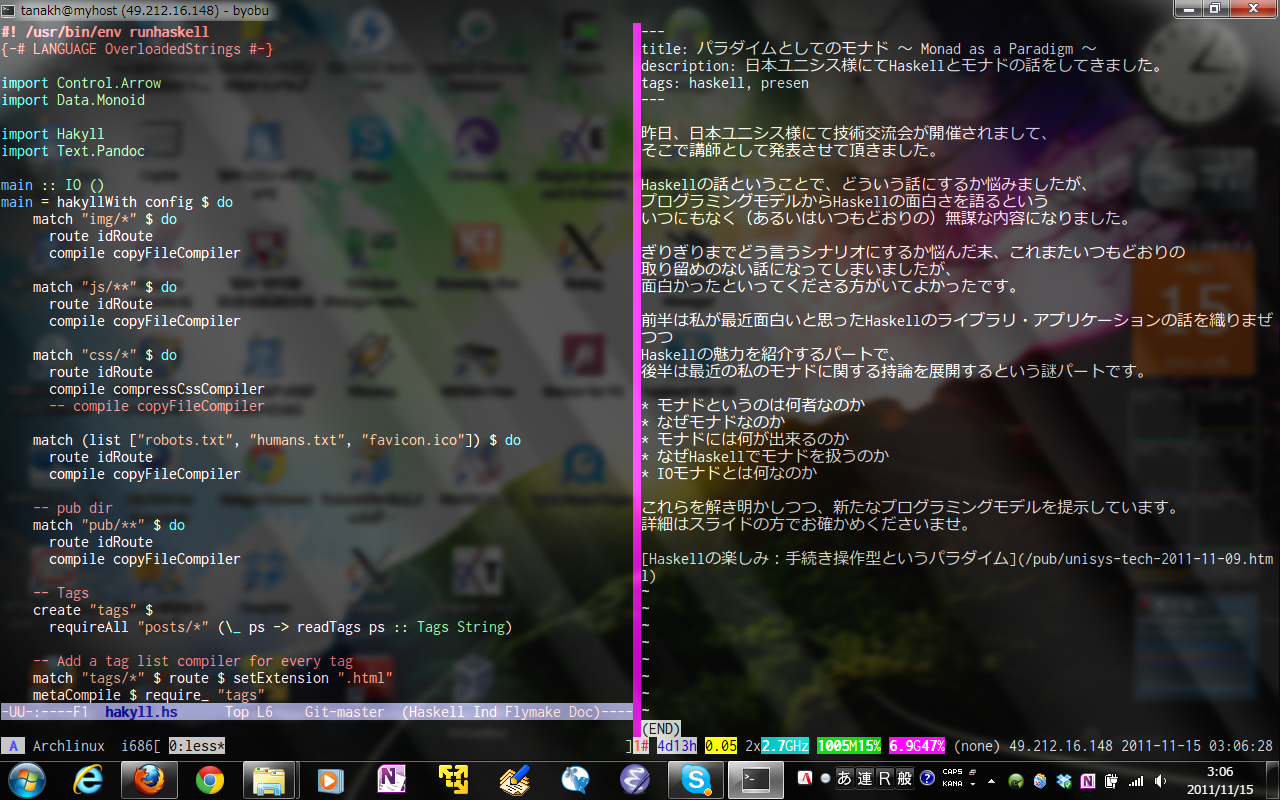 tanakh@myhost (49.212.16.148) - byobu
#! /usr/bin/env runhaskell
{-# LANGUAGE OverloadedStrings #-}
import Control.Arrow
import Data.Monoid
import Hakyll
import Text.Pandoc
main :: IO ()
main = hakyllWith config $ do
    match "img/*" $ do
      route idRoute
      compile copyFileCompiler
    match "js/**" $ do
      route idRoute
      compile copyFileCompiler
    match "css/*" $ do
      route idRoute
      compile compressCssCompiler
      -- compile copyFileCompiler
    match (list ["robots.txt", "humans.txt", "favicon.ico"]) $ do
      route idRoute
      compile copyFileCompiler
    -- pub dir
    match "pub/**" $ do
      route idRoute
      compile copyFileCompiler
    -- Tags
    create "tags" $
      requireAll "posts/*" (\_ ps -> readTags ps :: Tags String)
    -- Add a tag list compiler for every tag
    match "tags/*" $ route $ setExtension ".html"
    metaCompile $ require_ "tags"
-UU-:----F1  hakyll.hs      Top L6    Git-master  (Haskell Ind Flymake Doc)----
---
title: パラダイムとしてのモナド ～ Monad as a Paradigm ～
description: 日本ユニシス様にてHaskellとモナドの話をしてきました。
tags: haskell, presen
---
昨日、日本ユニシス様にて技術交流会が開催されまして、
そこで講師として発表させて頂きました。
Haskellの話ということで、どういう話にするか悩みましたが、
プログラミングモデルからHaskellの面白さを語るという
いつにもなく（あるいはいつもどおりの）無謀な内容になりました。
ぎりぎりまでどう言うシナリオにするか悩んだ末、これまたいつもどおりの
取り留めのない話になってしまいましたが、
面白かったといってくださる方がいてよかったです。
前半は私が最近面白いと思ったHaskellのライブラリ・アプリケーションの話を織りまぜ
つつ
Haskellの魅力を紹介するパートで、
後半は最近の私のモナドに関する持論を展開するという謎パートです。
* モナドというのは何者なのか
* なぜモナドなのか
* モナドには何が出来るのか
* なぜHaskellでモナドを扱うのか
* IOモナドとは何なのか
これらを解き明かしつつ、新たなプログラミングモデルを提示しています。
詳細はスライドの方でお確かめくださいませ。
[Haskellの楽しみ：手続き操作型というパラダイム](/pub/unisys-tech-2011-11-09.htm
l)
~
~
~
~
~
~
~
~
(END)
A Archlinux  i686[ 0:less* ]1# 4d13h 0.05 2x2.7GHz 1005M15% 6.9G47% (none) 49.212.16.148 2011-11-15 03:06:28
あ 連 R 般 CAPS KANA
3:06
2011/11/15